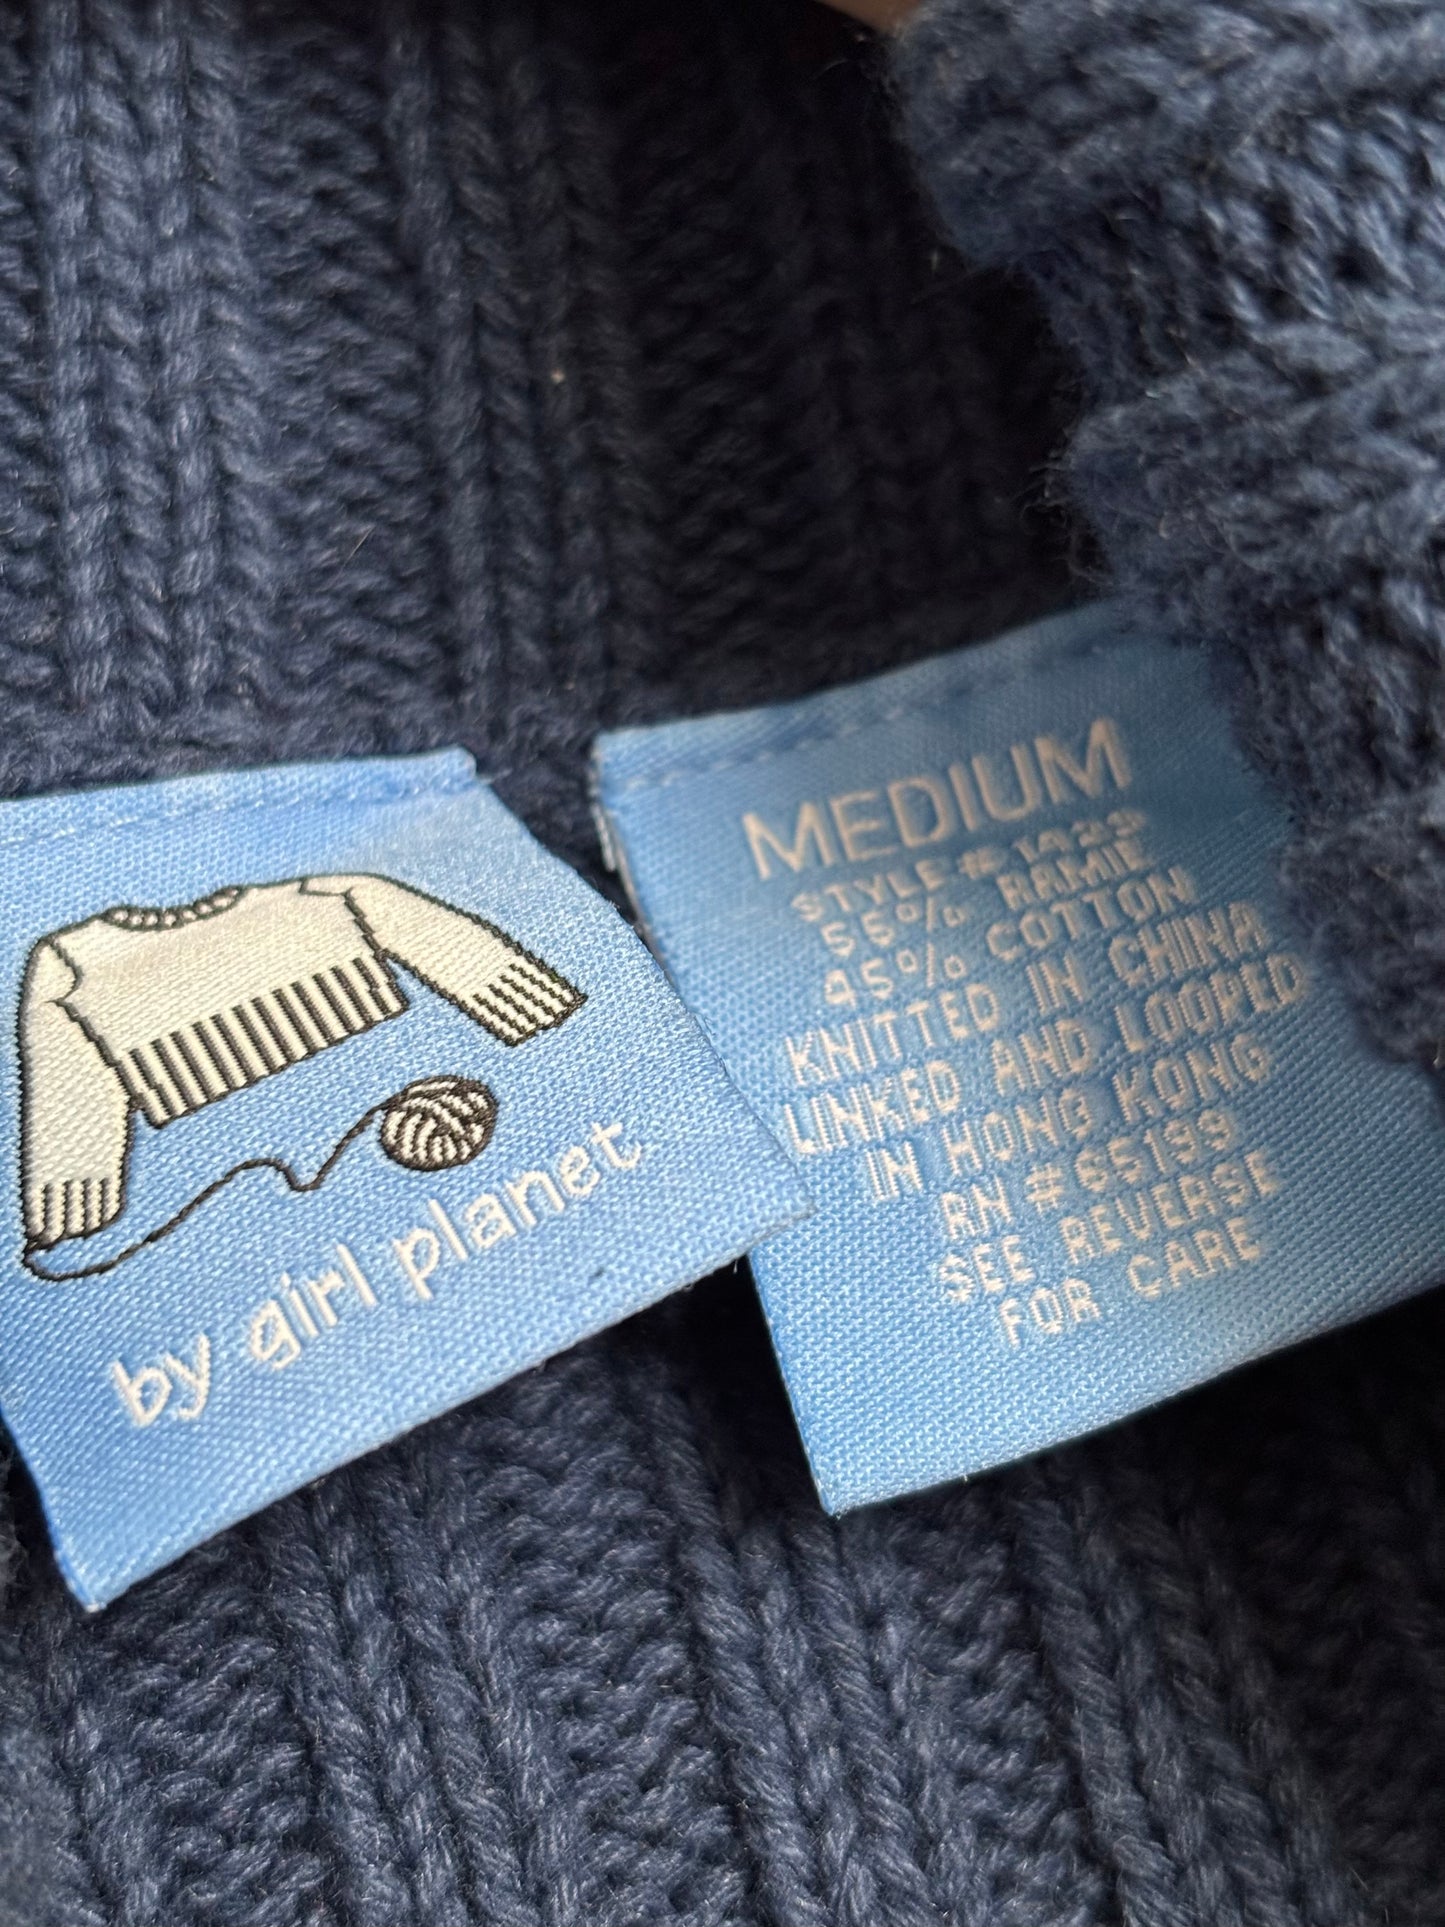 by girl planet
MEDIUM
STYLE # 1423
55% RAMIE
45% COTTON
KNITTED IN CHINA
LINKED AND LOOPED
IN HONG KONG
RN # 65199
SEE REVERSE
FOR CARE